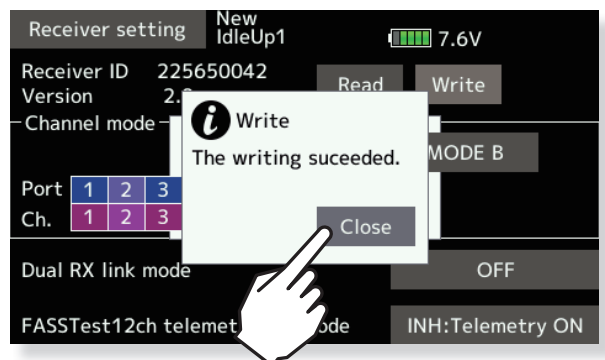 Receiver setting
New
IdleUp1
7.6V
Receiver ID 225650042
Read
Write
Version 2.
Channel mode
Write
The writing suceeded.
MODE B
Port 1 2 3
Ch. 1 2 3
Close
Dual RX link mode
OFF
FASSTest12ch telemet de
INH:Telemetry ON